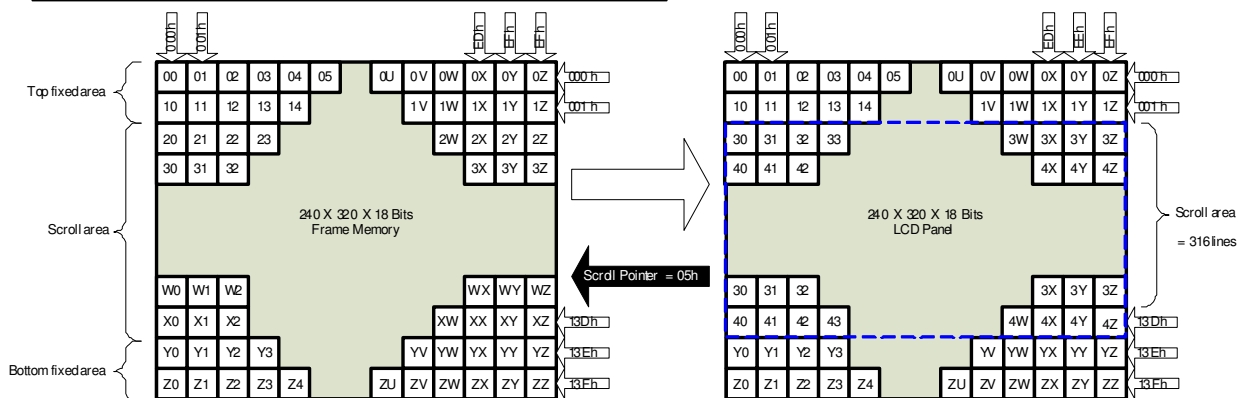 000h 001h EDh EFh EFh
00 01 02 03 04 05 0U 0V 0W 0X 0Y 0Z 000h
10 11 12 13 14 1V 1W 1X 1Y 1Z 001h
20 21 22 23 2W 2X 2Y 2Z
30 31 32 3X 3Y 3Z
240 X 320 X 18 Bits
Frame Memory
W0 W1 W2 WX WY WZ
X0 X1 X2 XW XX XY XZ 13Dh
Y0 Y1 Y2 Y3 YV YW YX YY YZ 13Eh
Z0 Z1 Z2 Z3 Z4 ZU ZV ZW ZX ZY ZZ 13Fh
Top fixed area
Scroll area
Bottom fixed area
Scroll Pointer = 05h
000h 001h EDh EEh EFh
00 01 02 03 04 05 0U 0V 0W 0X 0Y 0Z 000h
10 11 12 13 14 1V 1W 1X 1Y 1Z 001h
30 31 32 33 3W 3X 3Y 3Z
40 41 42 4X 4Y 4Z
240 X 320 X 18 Bits
LCD Panel
30 31 32 3X 3Y 3Z
40 41 42 43 4W 4X 4Y 4Z 13Dh
Y0 Y1 Y2 Y3 YV YW YX YY YZ 13Eh
Z0 Z1 Z2 Z3 Z4 ZU ZV ZW ZX ZY ZZ 13Fh
Scroll area
= 316 lines